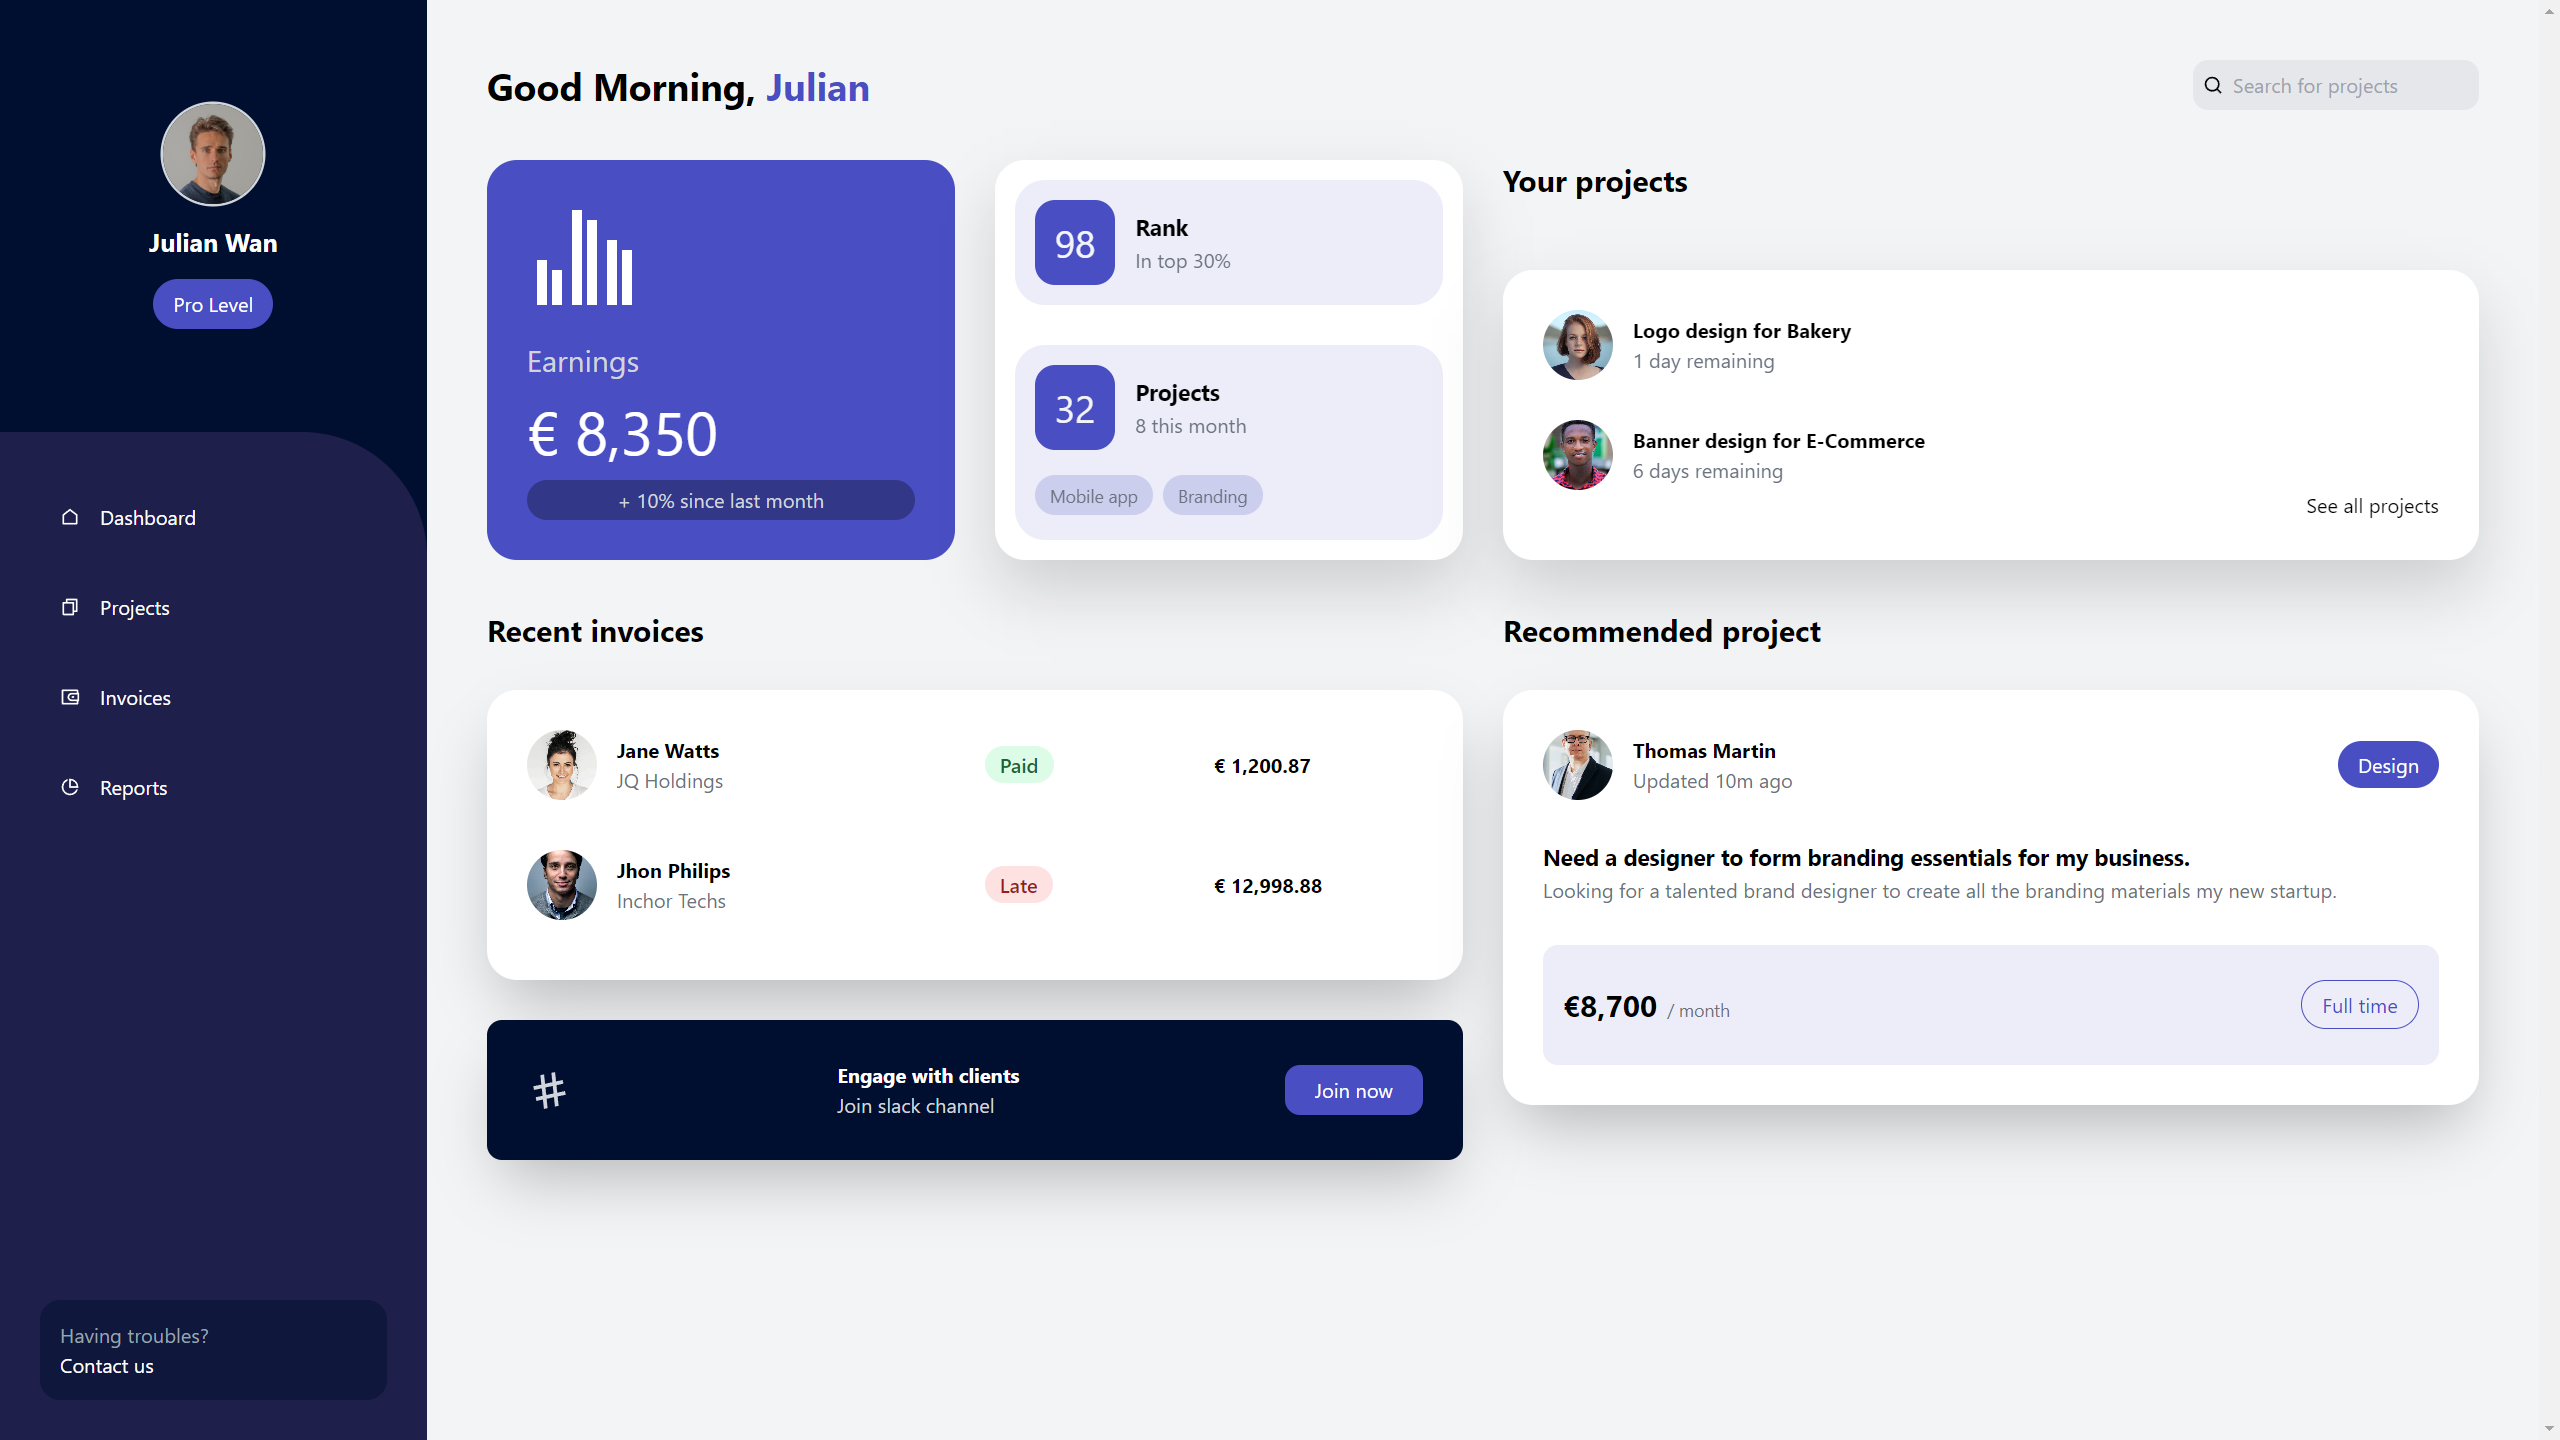 Julian Wan
Pro Level
Dashboard
Projects
Invoices
Reports
Having troubles?
Contact us
Good Morning, Julian
Search for projects
Earnings
€ 8,350
+ 10% since last month
98
Rank
In top 30%
32
Projects
8 this month
Mobile app
Branding
Your projects
Logo design for Bakery
1 day remaining
Banner design for E-Commerce
6 days remaining
See all projects
Recent invoices
Jane Watts
JQ Holdings
Paid
€ 1,200.87
Jhon Philips
Inchor Techs
Late
€ 12,998.88
Engage with clients
Join slack channel
Join now
Recommended project
Thomas Martin
Updated 10m ago
Design
Need a designer to form branding essentials for my business.
Looking for a talented brand designer to create all the branding materials my new startup.
€8,700 / month
Full time